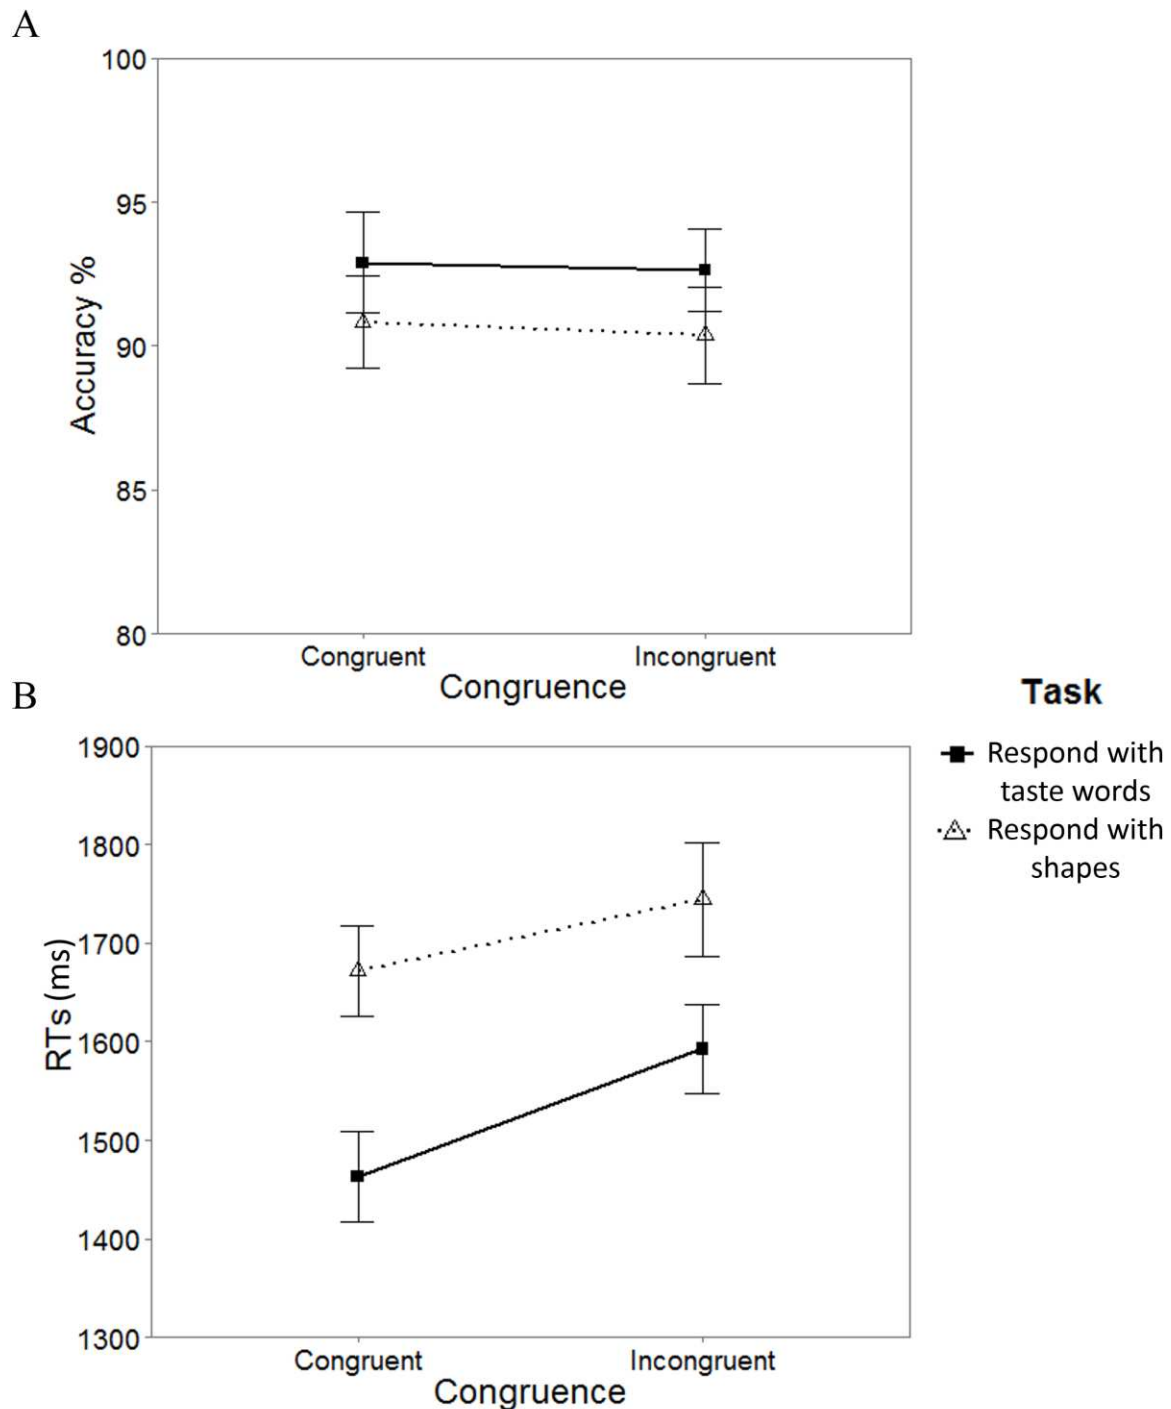 A
100
95
90
85
80
Accuracy %
Congruent
Incongruent
Congruence
B
1900
1800
1700
1600
1500
1400
1300
RTs (ms)
Congruent
Incongruent
Congruence
Task
Respond with
taste words
Respond with
shapes